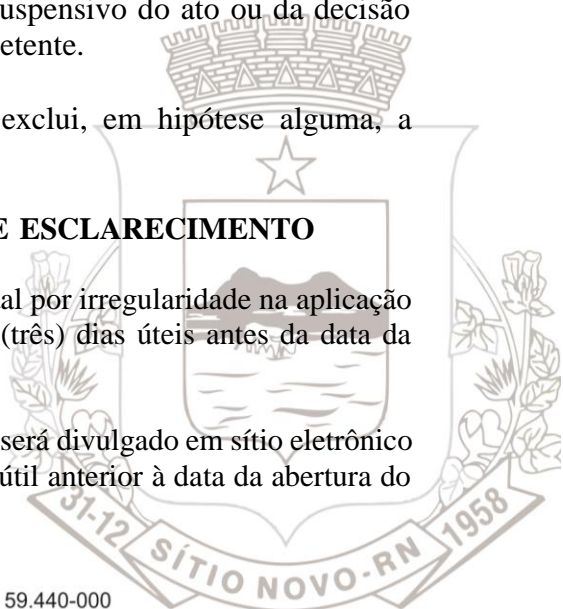 uspensivo do ato ou da decisão
etente.
exclui, em hipótese alguma, a
E ESCLARECIMENTO
al por irregularidade na aplicação
(três) dias úteis antes da data da
será divulgado em sítio eletrônico
útil anterior à data da abertura do
31-12 SÍTIO NOVO-RN 1958
59.440-000